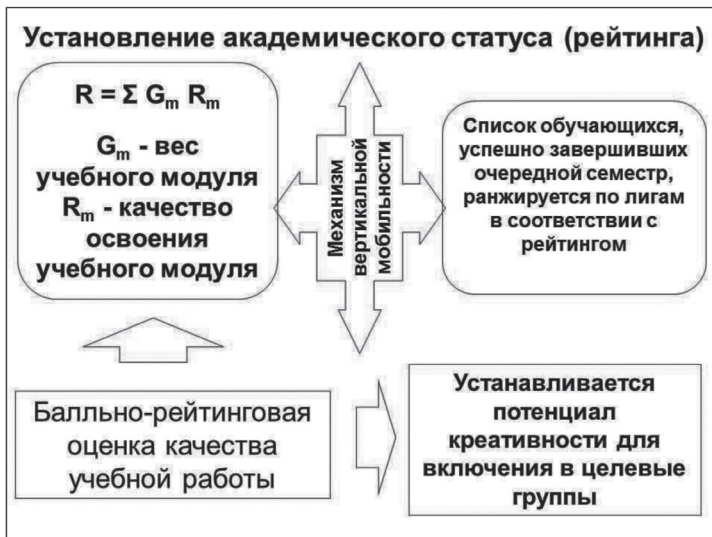 Установление академического статуса (рейтинга)
R = Σ Gm Rm
Gm - вес
учебного модуля
Rm - качество
освоения
учебного модуля
Механизм
вертикальной
мобильности
Список обучающихся,
успешно завершивших
очередной семестр,
ранжируется по лигам
в соответствии с
рейтингом
Балльно-рейтинговая
оценка качества
учебной работы
Устанавливается
потенциал
креативности для
включения в целевые
группы